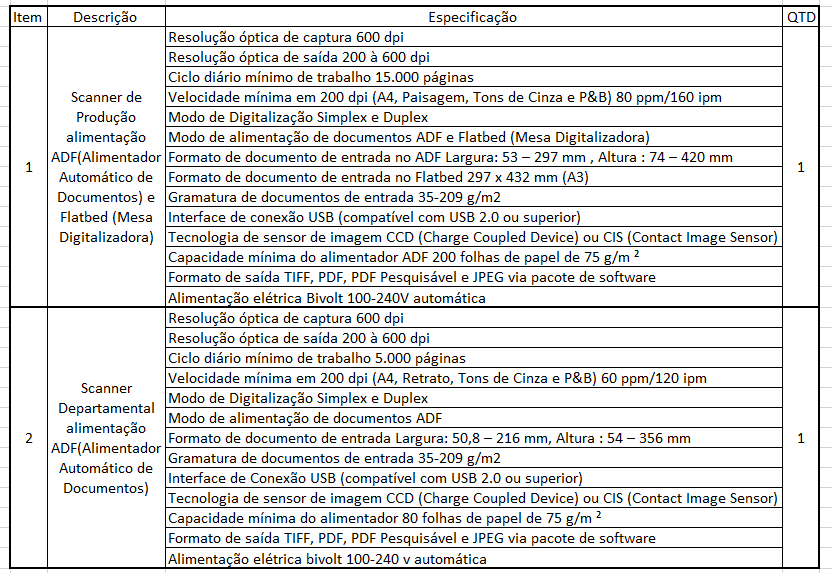 Item Descrição Especificação QTD
1
Scanner de
Produção
alimentação
ADF(Alimentador
Automático de
Documentos) e
Flatbed (Mesa
Digitalizadora)
Resolução óptica de captura 600 dpi
Resolução óptica de saída 200 à 600 dpi
Ciclo diário mínimo de trabalho 15.000 páginas
Velocidade mínima em 200 dpi (A4, Paisagem, Tons de Cinza e P&B) 80 ppm/160 ipm
Modo de Digitalização Simplex e Duplex
Modo de alimentação de documentos ADF e Flatbed (Mesa Digitalizadora)
Formato de documento de entrada no ADF Largura: 53 – 297 mm , Altura : 74 – 420 mm
Formato de documento de entrada no Flatbed 297 x 432 mm (A3)
Gramatura de documentos de entrada 35-209 g/m2
Interface de conexão USB (compatível com USB 2.0 ou superior)
Tecnologia de sensor de imagem CCD (Charge Coupled Device) ou CIS (Contact Image Sensor)
Capacidade mínima do alimentador ADF 200 folhas de papel de 75 g/m ²
Formato de saída TIFF, PDF, PDF Pesquisável e JPEG via pacote de software
Alimentação elétrica Bivolt 100-240V automática
1
2
Scanner
Departamental
alimentação
ADF(Alimentador
Automático de
Documentos)
Resolução óptica de captura 600 dpi
Resolução óptica de saída 200 à 600 dpi
Ciclo diário mínimo de trabalho 5.000 páginas
Velocidade mínima em 200 dpi (A4, Retrato, Tons de Cinza e P&B) 60 ppm/120 ipm
Modo de Digitalização Simplex e Duplex
Modo de alimentação de documentos ADF
Formato de documento de entrada Largura: 50,8 – 216 mm, Altura : 54 – 356 mm
Gramatura de documentos de entrada 35-209 g/m2
Interface de Conexão USB (compatível com USB 2.0 ou superior)
Tecnologia de sensor de imagem CCD (Charge Coupled Device) ou CIS (Contact Image Sensor)
Capacidade mínima do alimentador 80 folhas de papel de 75 g/m ²
Formato de saída TIFF, PDF, PDF Pesquisável e JPEG via pacote de software
Alimentação elétrica bivolt 100-240 v automática
1